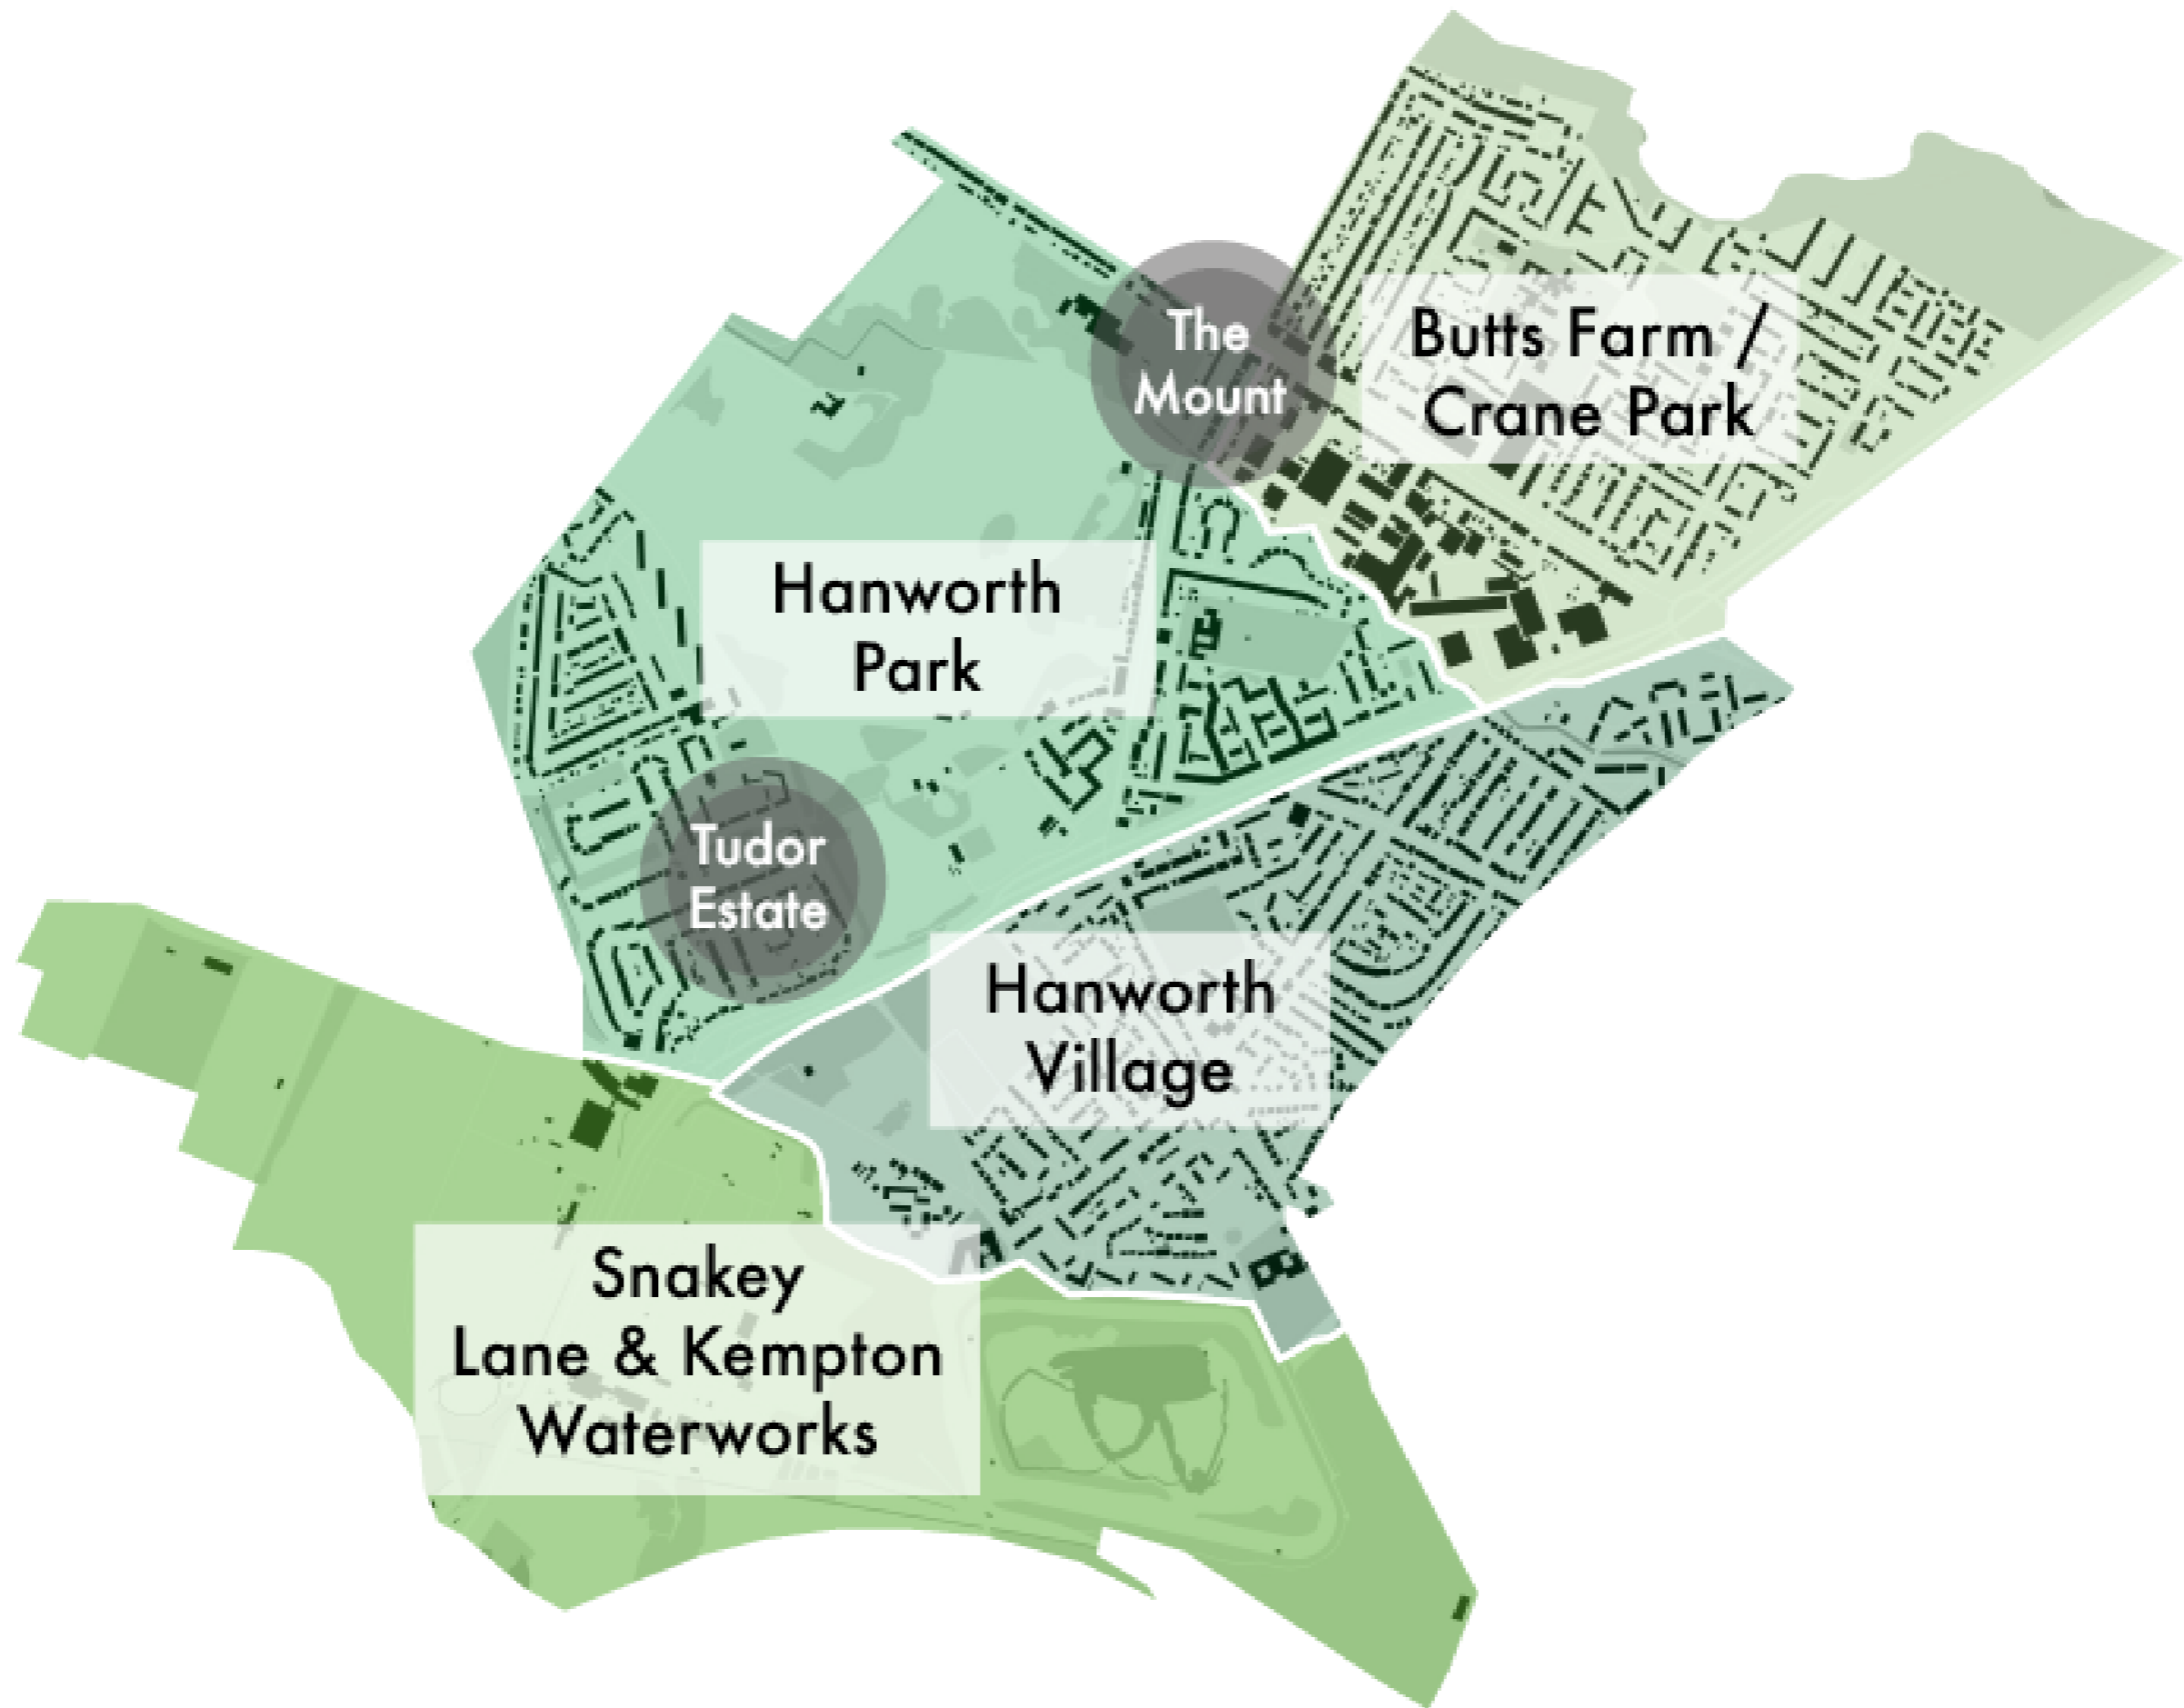 The
Mount
Butts Farm /
Crane Park
Hanworth
Park
Tudor
Estate
Hanworth
Village
Snakey
Lane & Kempton
Waterworks